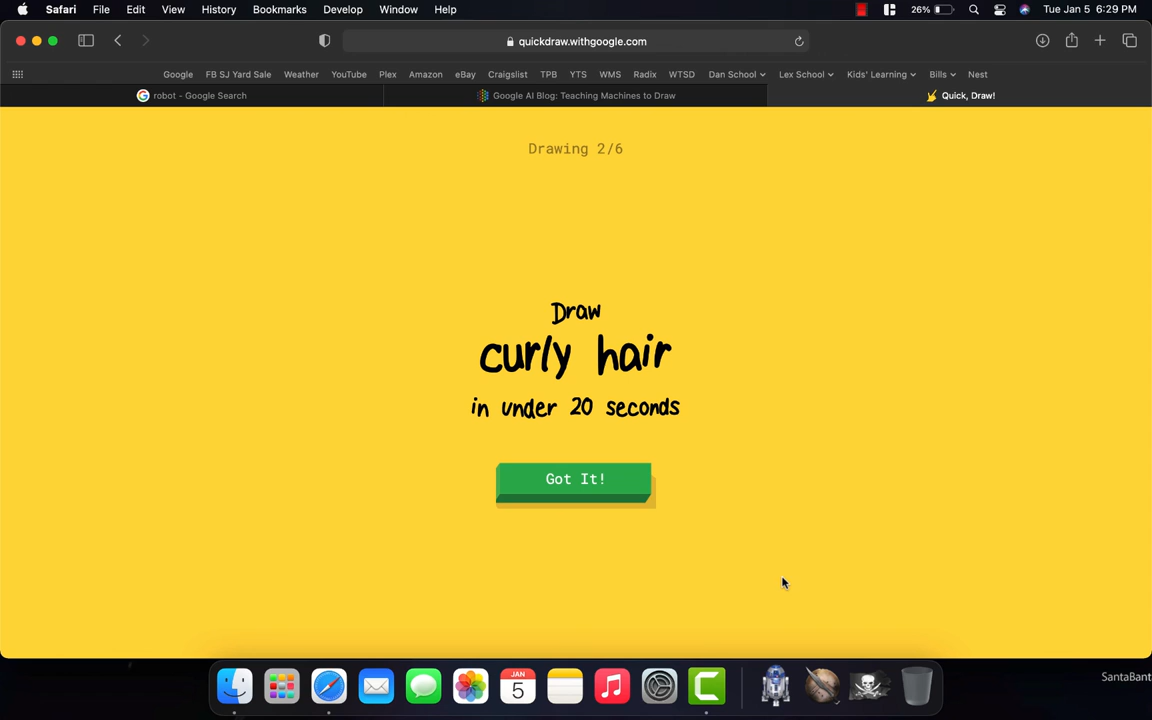 Safari File Edit View History Bookmarks Develop Window Help 26% Tue Jan 5 6:29 PM
quickdraw.withgoogle.com
Google FB SJ Yard Sale Weather YouTube Plex Amazon eBay Craigslist TPB YTS WMS Radix WTSD Dan School Lex School Kids' Learning Bills Nest
robot - Google Search Google AI Blog: Teaching Machines to Draw Quick, Draw!
Drawing 2/6
Draw
curly hair
in under 20 seconds
Got It!
JAN
5
SantaBant